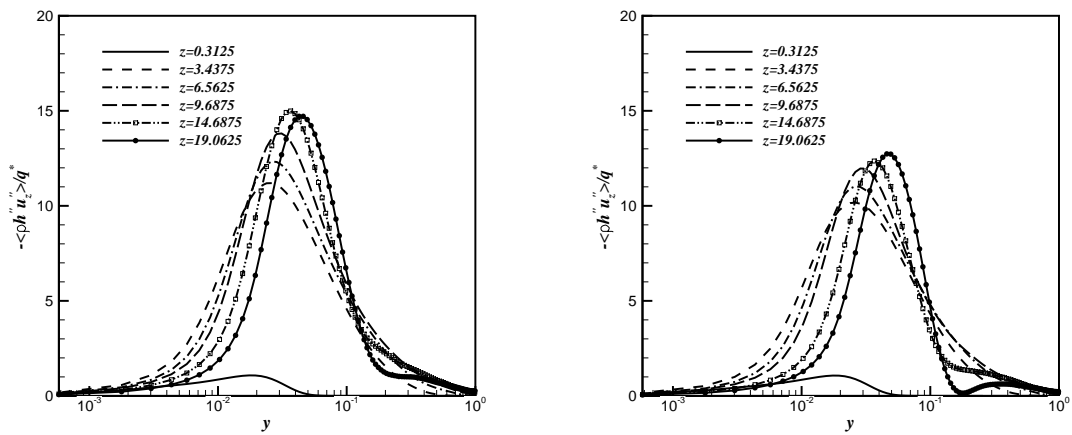 20
15
10
5
0
-<ρh''u''z>/q*
z=0.3125
z=3.4375
z=6.5625
z=9.6875
z=14.6875
z=19.0625
10⁻³
10⁻²
10⁻¹
10⁰
y
20
15
10
5
0
-<ρh''u''z>/q*
z=0.3125
z=3.4375
z=6.5625
z=9.6875
z=14.6875
z=19.0625
10⁻³
10⁻²
10⁻¹
10⁰
y